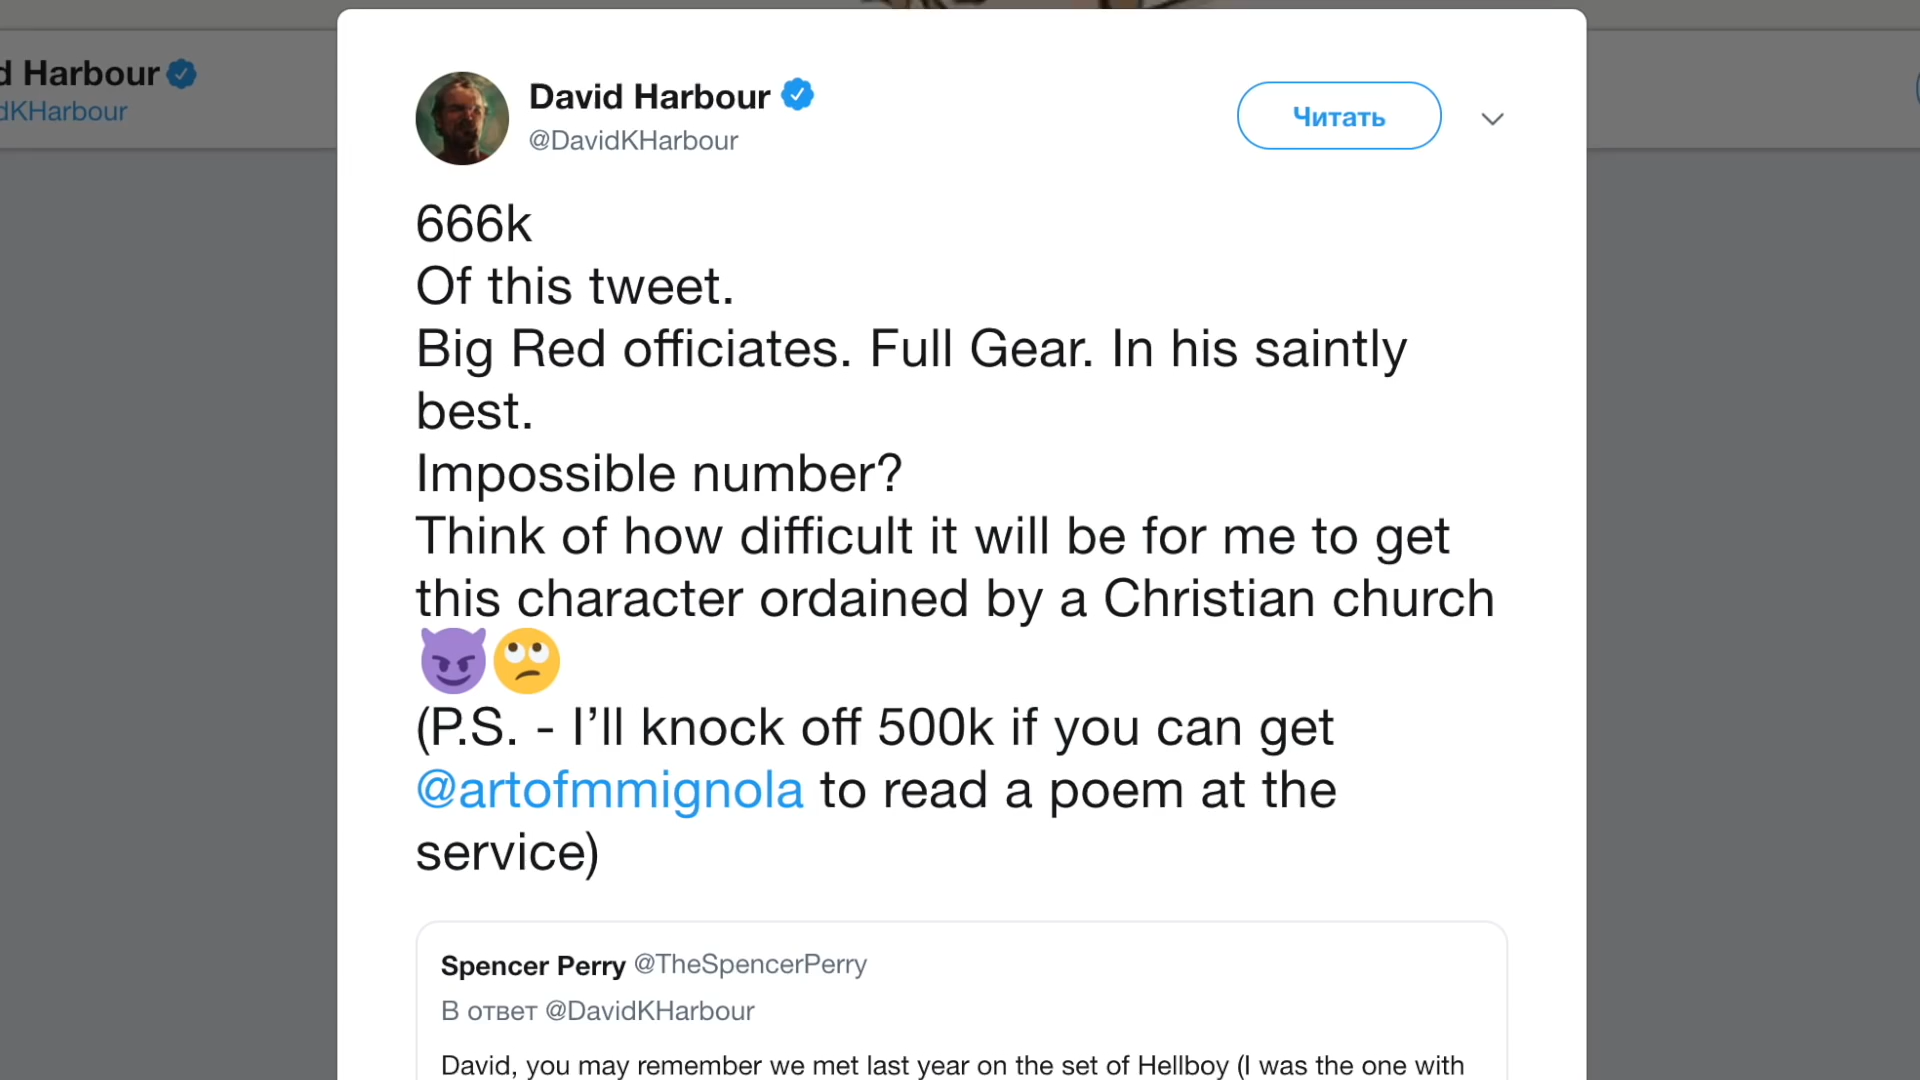 d Harbour
dKHarbour
David Harbour
@DavidKHarbour
Читать
666k
Of this tweet.
Big Red officiates. Full Gear. In his saintly
best.
Impossible number?
Think of how difficult it will be for me to get
this character ordained by a Christian church
😈🙄
(P.S. - I’ll knock off 500k if you can get
@artofmmignola to read a poem at the
service)
Spencer Perry @TheSpencerPerry
В ответ @DavidKHarbour
David, you may remember we met last year on the set of Hellboy (I was the one with